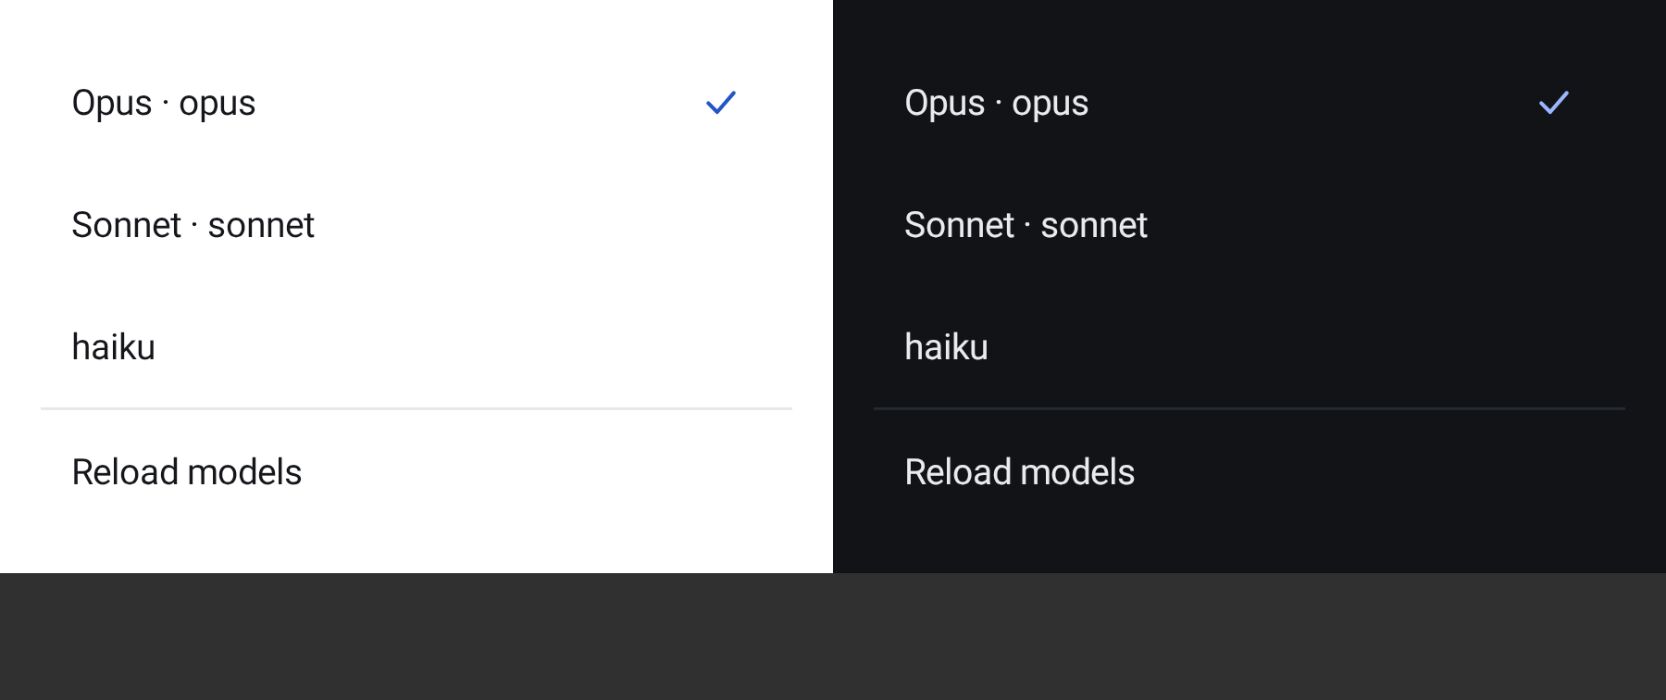 Opus · opus
Sonnet · sonnet
haiku
Reload models
Opus · opus
Sonnet · sonnet
haiku
Reload models